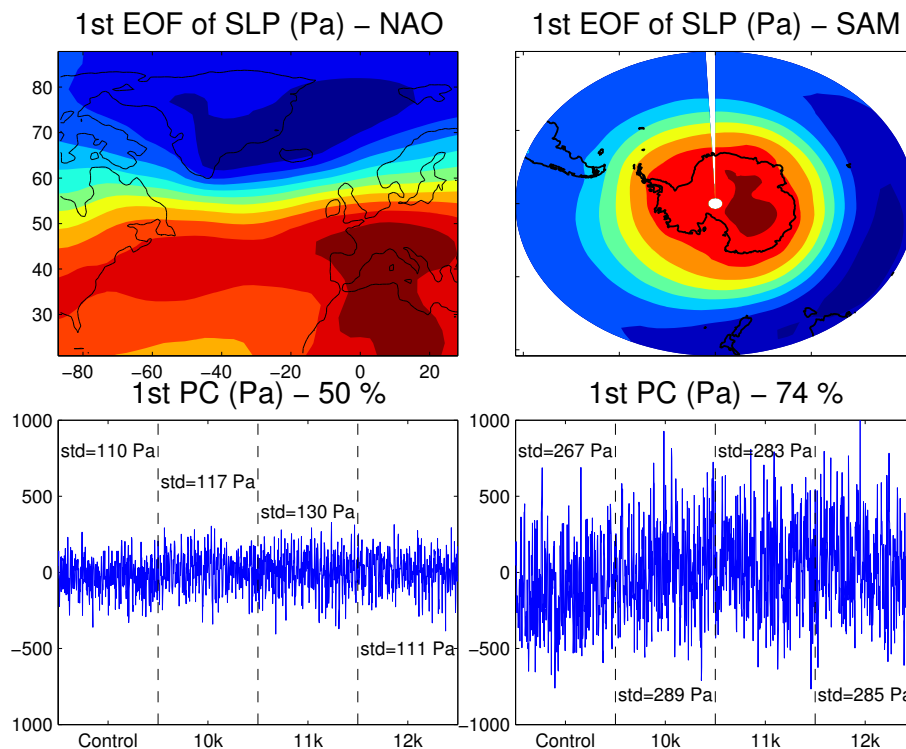 1st EOF of SLP (Pa) – NAO
1st EOF of SLP (Pa) – SAM
80
70
60
50
40
30
−80 −60 −40 −20 0 20
1st PC (Pa) – 50 %
1st PC (Pa) – 74 %
1000
500
0
−500
1000
std=110 Pa
std=117 Pa
std=130 Pa
std=111 Pa
Control 10k 11k 12k
1000
500
0
−500
−1000
std=267 Pa
std=283 Pa
std=289 Pa
std=285 Pa
Control 10k 11k 12k